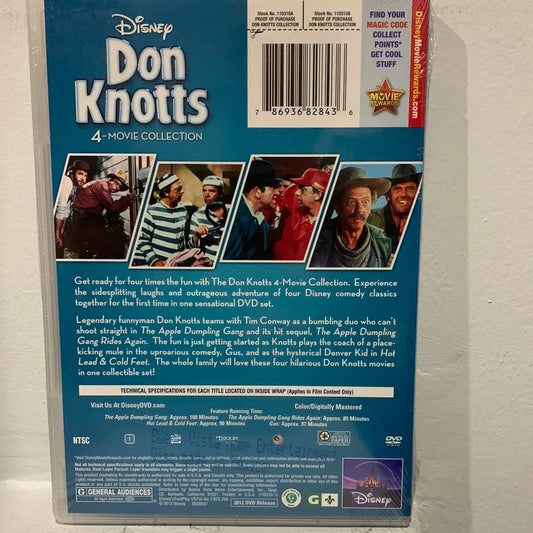 Disney
Don
Knotts
4-MOVIE COLLECTION
Stock No. 110310A
PROOF OF PURCHASE
DON KNOTTS COLLECTION
Stock No. 110310B
PROOF OF PURCHASE
DON KNOTTS COLLECTION
7 86936 82843 6
FIND YOUR
MAGIC CODE
COLLECT
POINTS*
GET COOL
STUFF
MOVIE
REWARDS
DisneyMovieRewards.com
Get ready for four times the fun with The Don Knotts 4-Movie Collection. Experience
the sidesplitting laughs and outrageous adventure of four Disney comedy classics
together for the first time in one sensational DVD set.
Legendary funnyman Don Knotts teams with Tim Conway as a bumbling duo who can't
shoot straight in The Apple Dumpling Gang and its hit sequel, The Apple Dumpling
Gang Rides Again. The fun is just getting started as Knotts plays the coach of a place-
kicking mule in the uproarious comedy, Gus, and as the hysterical Denver Kid in Hot
Lead & Cold Feet. The whole family will love these four hilarious Don Knotts movies
in one collectible set!
TECHNICAL SPECIFICATIONS FOR EACH TITLE LOCATED ON INSIDE WRAP (Applies to Film Content Only)
Visit Us At DisneyDVD.com
Color/Digitally Mastered
Feature Running Time:
The Apple Dumpling Gang: Approx. 100 Minutes The Apple Dumpling Gang Rides Again: Approx. 89 Minutes
Hot Lead & Cold Feet: Approx. 90 Minutes Gus: Approx. 97 Minutes
NTSC
1
DVD
G GENERAL AUDIENCES
All Ages Admitted
G
2012 DVD Release
Disney